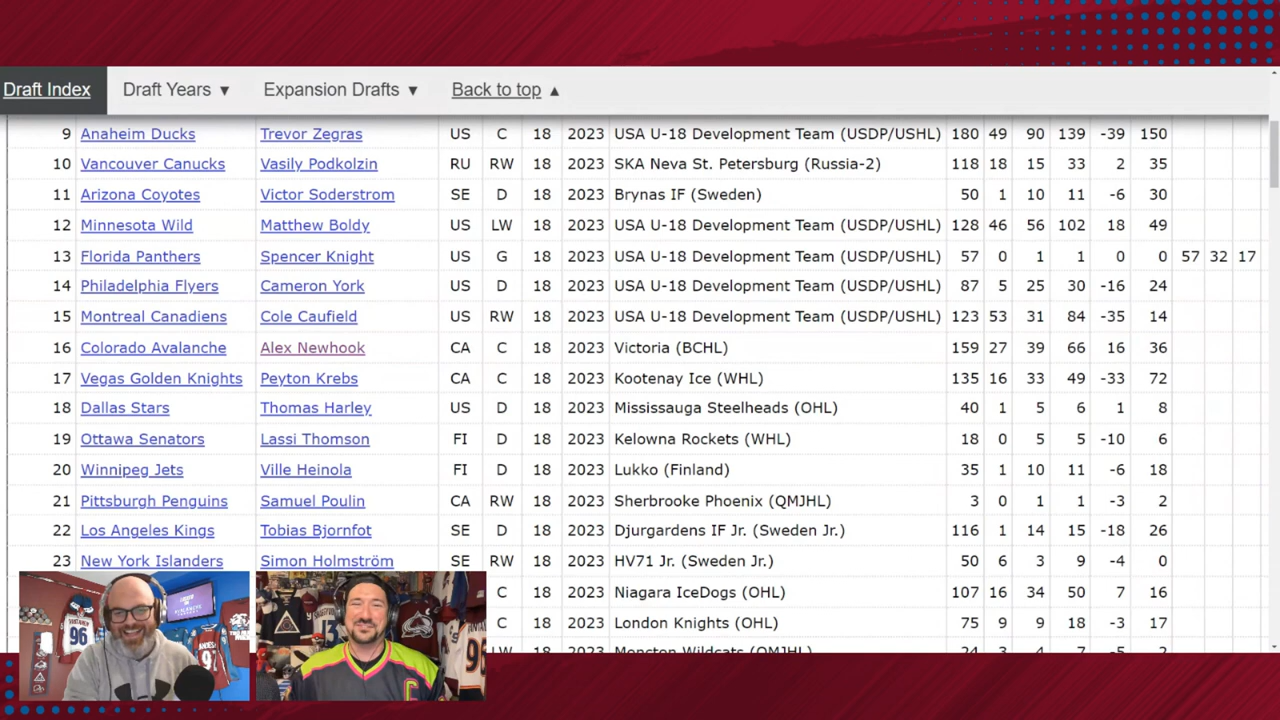 Draft Index Draft Years ▼ Expansion Drafts ▼ Back to top ▲
9 Anaheim Ducks Trevor Zegras US C 18 2023 USA U-18 Development Team (USDP/USHL) 180 49 90 139 -39 150
10 Vancouver Canucks Vasily Podkolzin RU RW 18 2023 SKA Neva St. Petersburg (Russia-2) 118 18 15 33 2 35
11 Arizona Coyotes Victor Soderstrom SE D 18 2023 Brynas IF (Sweden) 50 1 10 11 -6 30
12 Minnesota Wild Matthew Boldy US LW 18 2023 USA U-18 Development Team (USDP/USHL) 128 46 56 102 18 49
13 Florida Panthers Spencer Knight US G 18 2023 USA U-18 Development Team (USDP/USHL) 57 0 1 1 0 0 57 32 17
14 Philadelphia Flyers Cameron York US D 18 2023 USA U-18 Development Team (USDP/USHL) 87 5 25 30 -16 24
15 Montreal Canadiens Cole Caufield US RW 18 2023 USA U-18 Development Team (USDP/USHL) 123 53 31 84 -35 14
16 Colorado Avalanche Alex Newhook CA C 18 2023 Victoria (BCHL) 159 27 39 66 16 36
17 Vegas Golden Knights Peyton Krebs CA C 18 2023 Kootenay Ice (WHL) 135 16 33 49 -33 72
18 Dallas Stars Thomas Harley US D 18 2023 Mississauga Steelheads (OHL) 40 1 5 6 1 8
19 Ottawa Senators Lassi Thomson FI D 18 2023 Kelowna Rockets (WHL) 18 0 5 5 -10 6
20 Winnipeg Jets Ville Heinola FI D 18 2023 Lukko (Finland) 35 1 10 11 -6 18
21 Pittsburgh Penguins Samuel Poulin CA RW 18 2023 Sherbrooke Phoenix (QMJHL) 3 0 1 1 -3 2
22 Los Angeles Kings Tobias Bjornfot SE D 18 2023 Djurgardens IF Jr. (Sweden Jr.) 116 1 14 15 -18 26
23 New York Islanders Simon Holmström SE RW 18 2023 HV71 Jr. (Sweden Jr.) 50 6 3 9 -4 0
C 18 2023 Niagara IceDogs (OHL) 107 16 34 50 7 16
C 18 2023 London Knights (OHL) 75 9 9 18 -3 17
LW 18 2023 Moncton Wildcats (QMJHL) 24 3 4 7 -5 2
96